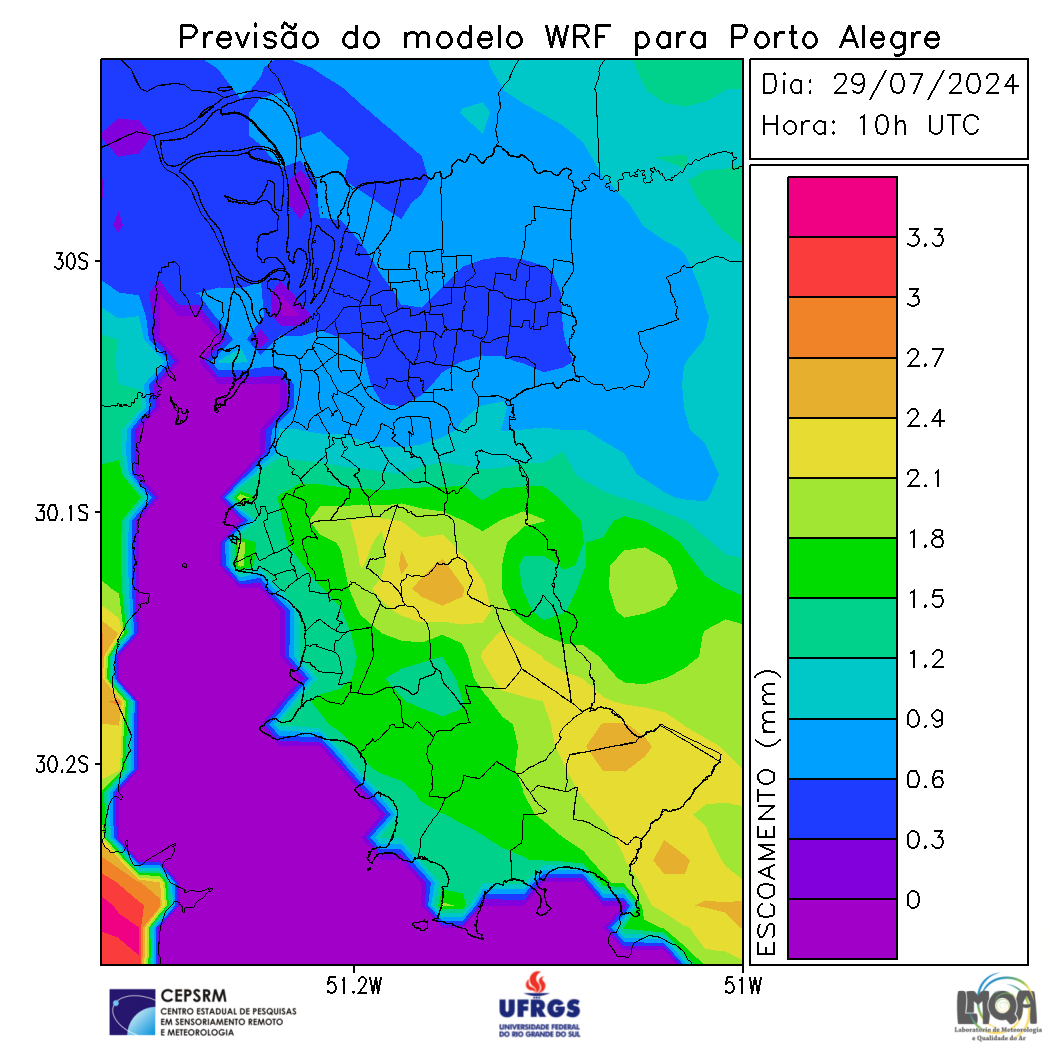 Previsão do modelo WRF para Porto Alegre
Dia: 29/07/2024
Hora: 10h UTC
3.3
3
2.7
2.4
2.1
1.8
1.5
1.2
0.9
0.6
0.3
0
ESCOAMENTO (mm)
30S
30.1S
30.2S
51.2W
51W
CEPSRM
CENTRO ESTADUAL DE PESQUISAS
EM SENSORIAMENTO REMOTO
E METEOROLOGIA
UFRGS
UNIVERSIDADE FEDERAL
DO RIO GRANDE DO SUL
LMQA
Laboratório de Meteorologia
e Qualidade do Ar